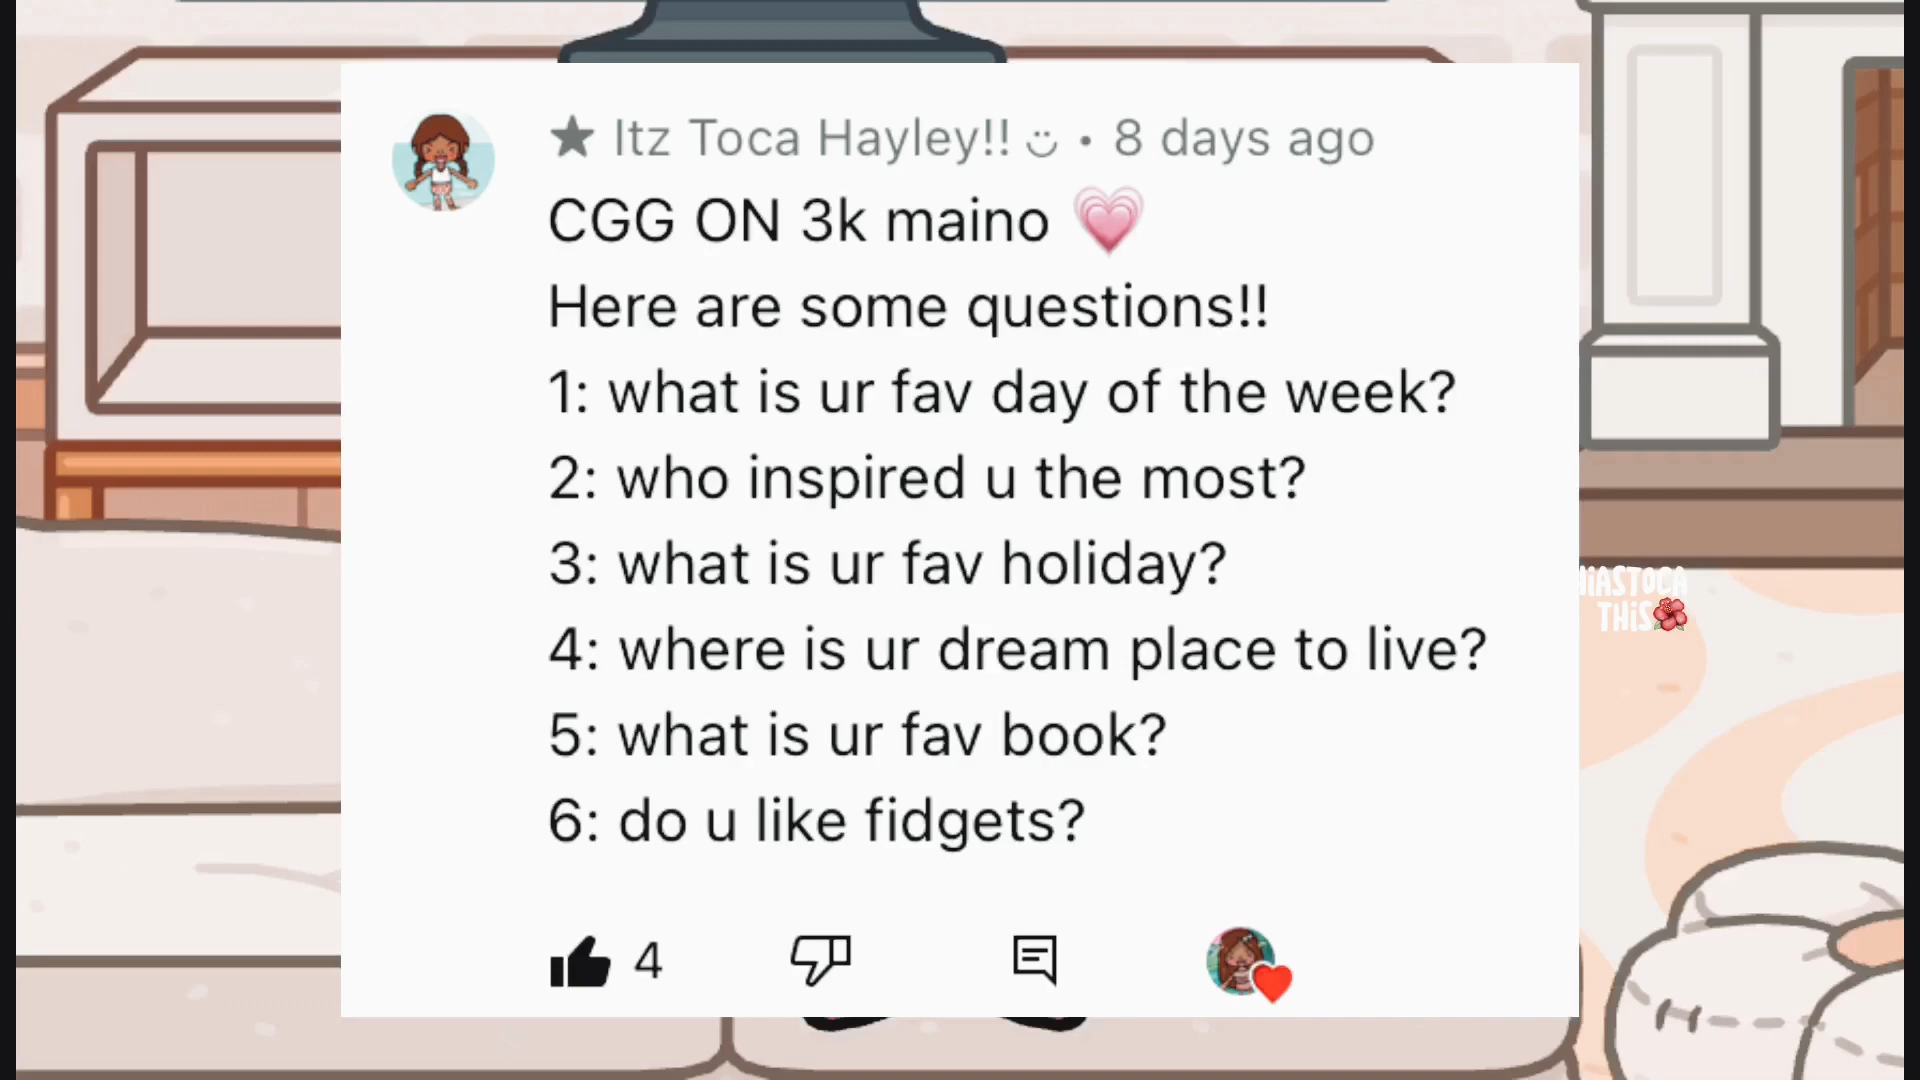 ★ Itz Toca Hayley!! ت • 8 days ago
CGG ON 3k maino 💗
Here are some questions!!
1: what is ur fav day of the week?
2: who inspired u the most?
3: what is ur fav holiday?
4: where is ur dream place to live?
5: what is ur fav book?
6: do u like fidgets?
4
THiS🌺